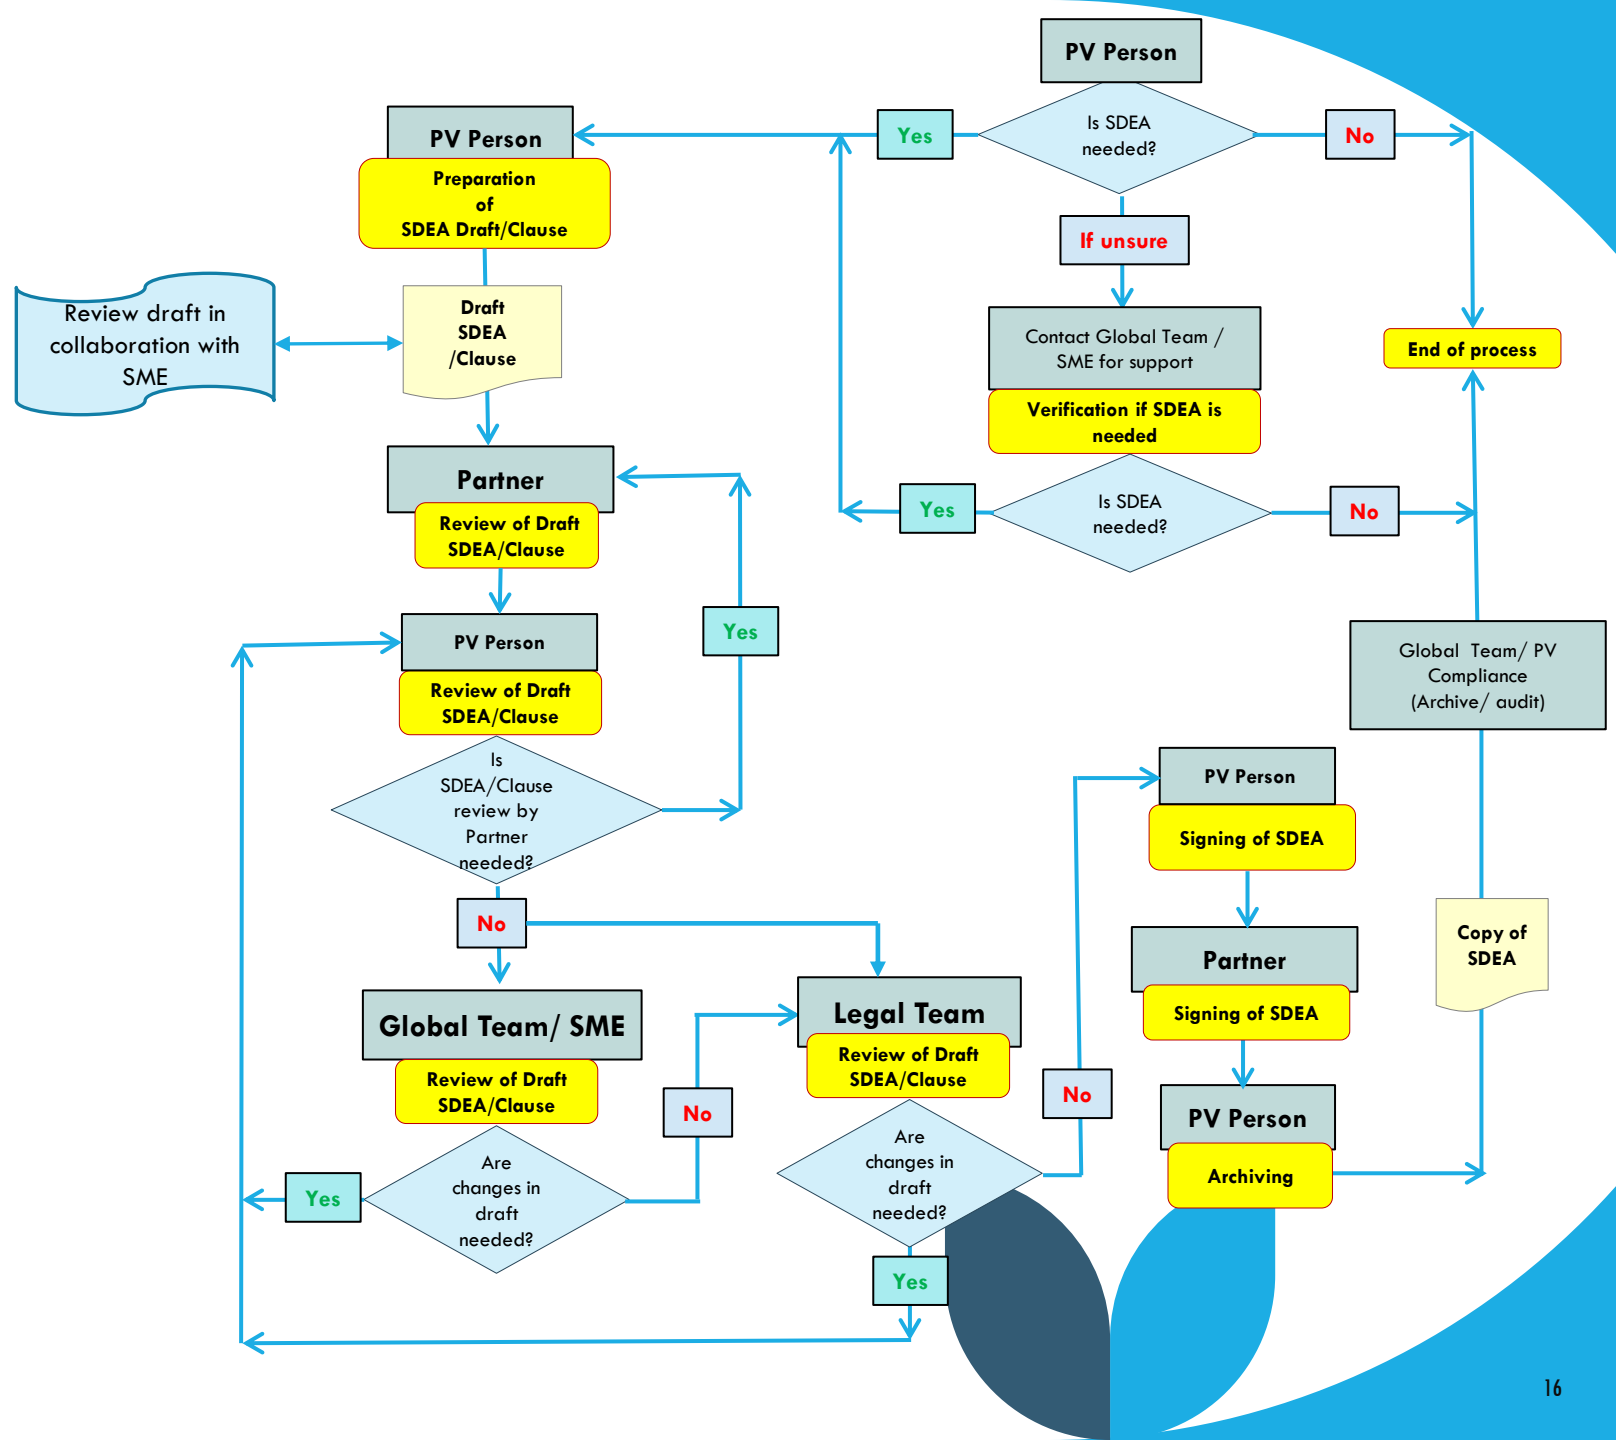 PV Person
Is SDEA
needed?
Yes
No
If unsure
Contact Global Team /
SME for support
Verification if SDEA is
needed
Is SDEA
needed?
Yes
No
End of process
PV Person
Preparation
of
SDEA Draft/Clause
Draft
SDEA
/Clause
Review draft in
collaboration with
SME
Partner
Review of Draft
SDEA/Clause
PV Person
Review of Draft
SDEA/Clause
Is
SDEA/Clause
review by
Partner
needed?
Yes
No
Global Team/ SME
Review of Draft
SDEA/Clause
Are
changes in
draft
needed?
Yes
No
Legal Team
Review of Draft
SDEA/Clause
Are
changes in
draft
needed?
Yes
No
PV Person
Signing of SDEA
Partner
Signing of SDEA
PV Person
Archiving
Copy of
SDEA
Global Team/ PV
Compliance
(Archive/ audit)
16